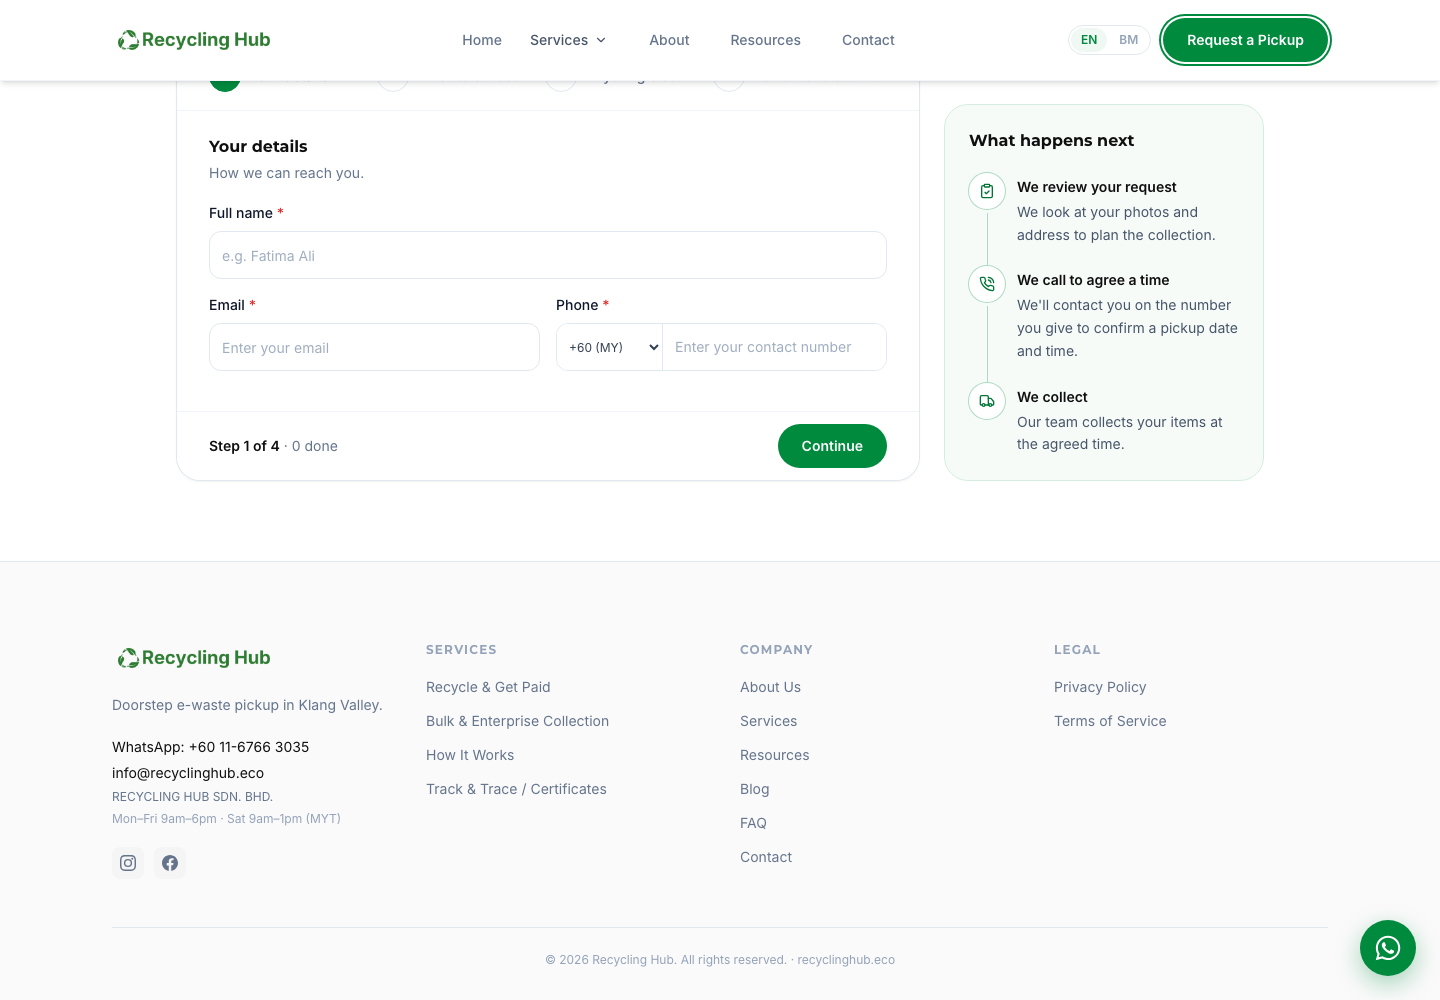 Recycling Hub
Home
Services
About
Resources
Contact
EN
BM
Request a Pickup
Your details
How we can reach you.
Full name *
e.g. Fatima Ali
Email *
Enter your email
Phone *
+60 (MY)
Enter your contact number
Step 1 of 4 · 0 done
Continue
What happens next
We review your request
We look at your photos and
address to plan the collection.
We call to agree a time
We'll contact you on the number
you give to confirm a pickup date
and time.
We collect
Our team collects your items at
the agreed time.
Recycling Hub
Doorstep e-waste pickup in Klang Valley.
WhatsApp: +60 11-6766 3035
info@recyclinghub.eco
RECYCLING HUB SDN. BHD.
Mon–Fri 9am–6pm · Sat 9am–1pm (MYT)
SERVICES
Recycle & Get Paid
Bulk & Enterprise Collection
How It Works
Track & Trace / Certificates
COMPANY
About Us
Services
Resources
Blog
FAQ
Contact
LEGAL
Privacy Policy
Terms of Service
© 2026 Recycling Hub. All rights reserved. · recyclinghub.eco